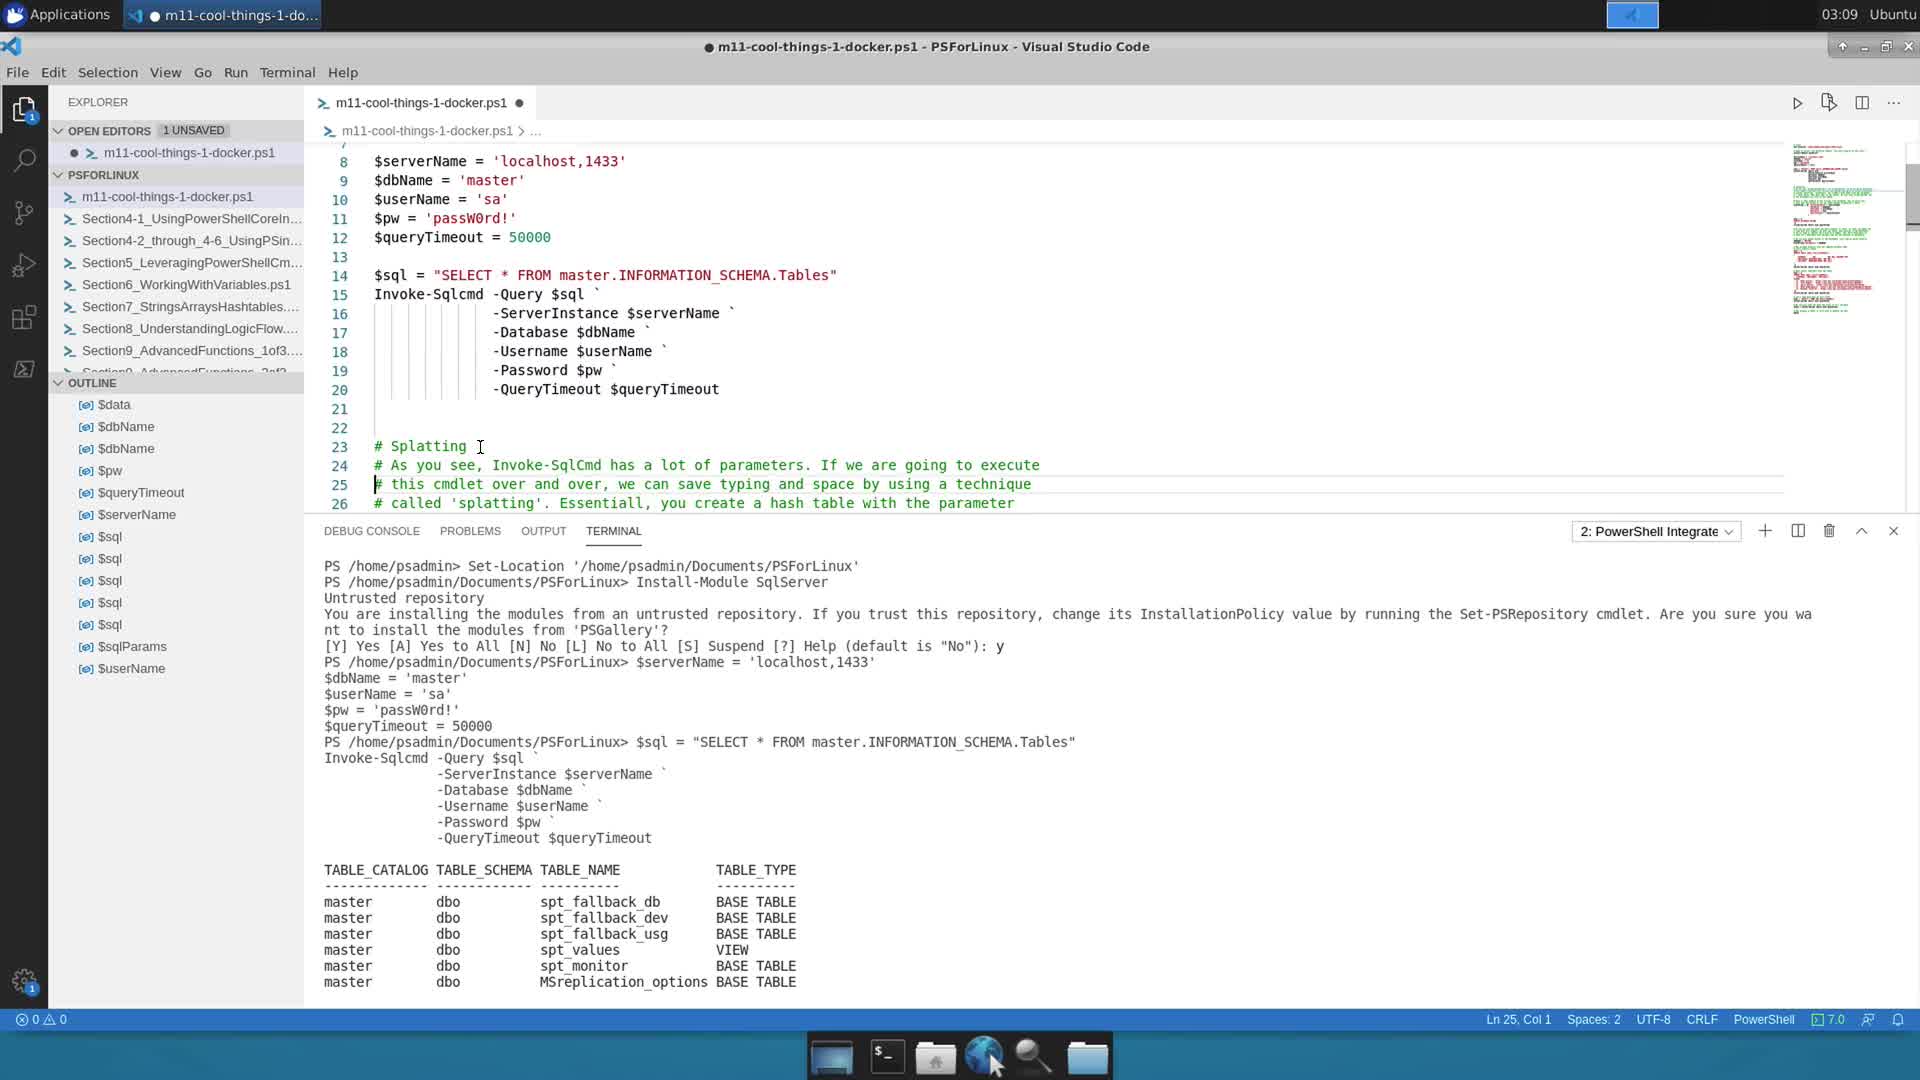 Applications
m11-cool-things-1-do...
03:09 Ubuntu
m11-cool-things-1-docker.ps1 - PSForLinux - Visual Studio Code
File Edit Selection View Go Run Terminal Help
EXPLORER
OPEN EDITORS 1 UNSAVED
m11-cool-things-1-docker.ps1
PSFORLINUX
m11-cool-things-1-docker.ps1
Section4-1_UsingPowerShellCoreIn...
Section4-2_through_4-6_UsingPSin...
Section5_LeveragingPowerShellCm...
Section6_WorkingWithVariables.ps1
Section7_StringsArraysHashtables....
Section8_UnderstandingLogicFlow....
Section9_AdvancedFunctions_1of3....
OUTLINE
$data
$dbName
$dbName
$pw
$queryTimeout
$serverName
$sql
$sql
$sql
$sql
$sql
$sqlParams
$userName
1
1
m11-cool-things-1-docker.ps1
m11-cool-things-1-docker.ps1 > ...
7
8 $serverName = 'localhost,1433'
9 $dbName = 'master'
10 $userName = 'sa'
11 $pw = 'passW0rd!'
12 $queryTimeout = 50000
13
14 $sql = "SELECT * FROM master.INFORMATION_SCHEMA.Tables"
15 Invoke-Sqlcmd -Query $sql `
16 -ServerInstance $serverName `
17 -Database $dbName `
18 -Username $userName `
19 -Password $pw `
20 -QueryTimeout $queryTimeout
21
22
23 # Splatting
24 # As you see, Invoke-SqlCmd has a lot of parameters. If we are going to execute
25 # this cmdlet over and over, we can save typing and space by using a technique
26 # called 'splatting'. Essentiall, you create a hash table with the parameter
DEBUG CONSOLE PROBLEMS OUTPUT TERMINAL
2: PowerShell Integrate
PS /home/psadmin> Set-Location '/home/psadmin/Documents/PSForLinux'
PS /home/psadmin/Documents/PSForLinux> Install-Module SqlServer
Untrusted repository
You are installing the modules from an untrusted repository. If you trust this repository, change its InstallationPolicy value by running the Set-PSRepository cmdlet. Are you sure you wa
nt to install the modules from 'PSGallery'?
[Y] Yes [A] Yes to All [N] No [L] No to All [S] Suspend [?] Help (default is "No"): y
PS /home/psadmin/Documents/PSForLinux> $serverName = 'localhost,1433'
$dbName = 'master'
$userName = 'sa'
$pw = 'passW0rd!'
$queryTimeout = 50000
PS /home/psadmin/Documents/PSForLinux> $sql = "SELECT * FROM master.INFORMATION_SCHEMA.Tables"
Invoke-Sqlcmd -Query $sql `
-ServerInstance $serverName `
-Database $dbName `
-Username $userName `
-Password $pw `
-QueryTimeout $queryTimeout
TABLE_CATALOG TABLE_SCHEMA TABLE_NAME TABLE_TYPE
------------- ------------ ---------- ----------
master dbo spt_fallback_db BASE TABLE
master dbo spt_fallback_dev BASE TABLE
master dbo spt_fallback_usg BASE TABLE
master dbo spt_values VIEW
master dbo spt_monitor BASE TABLE
master dbo MSreplication_options BASE TABLE
0 0 Ln 25, Col 1 Spaces: 2 UTF-8 CRLF PowerShell 7.0